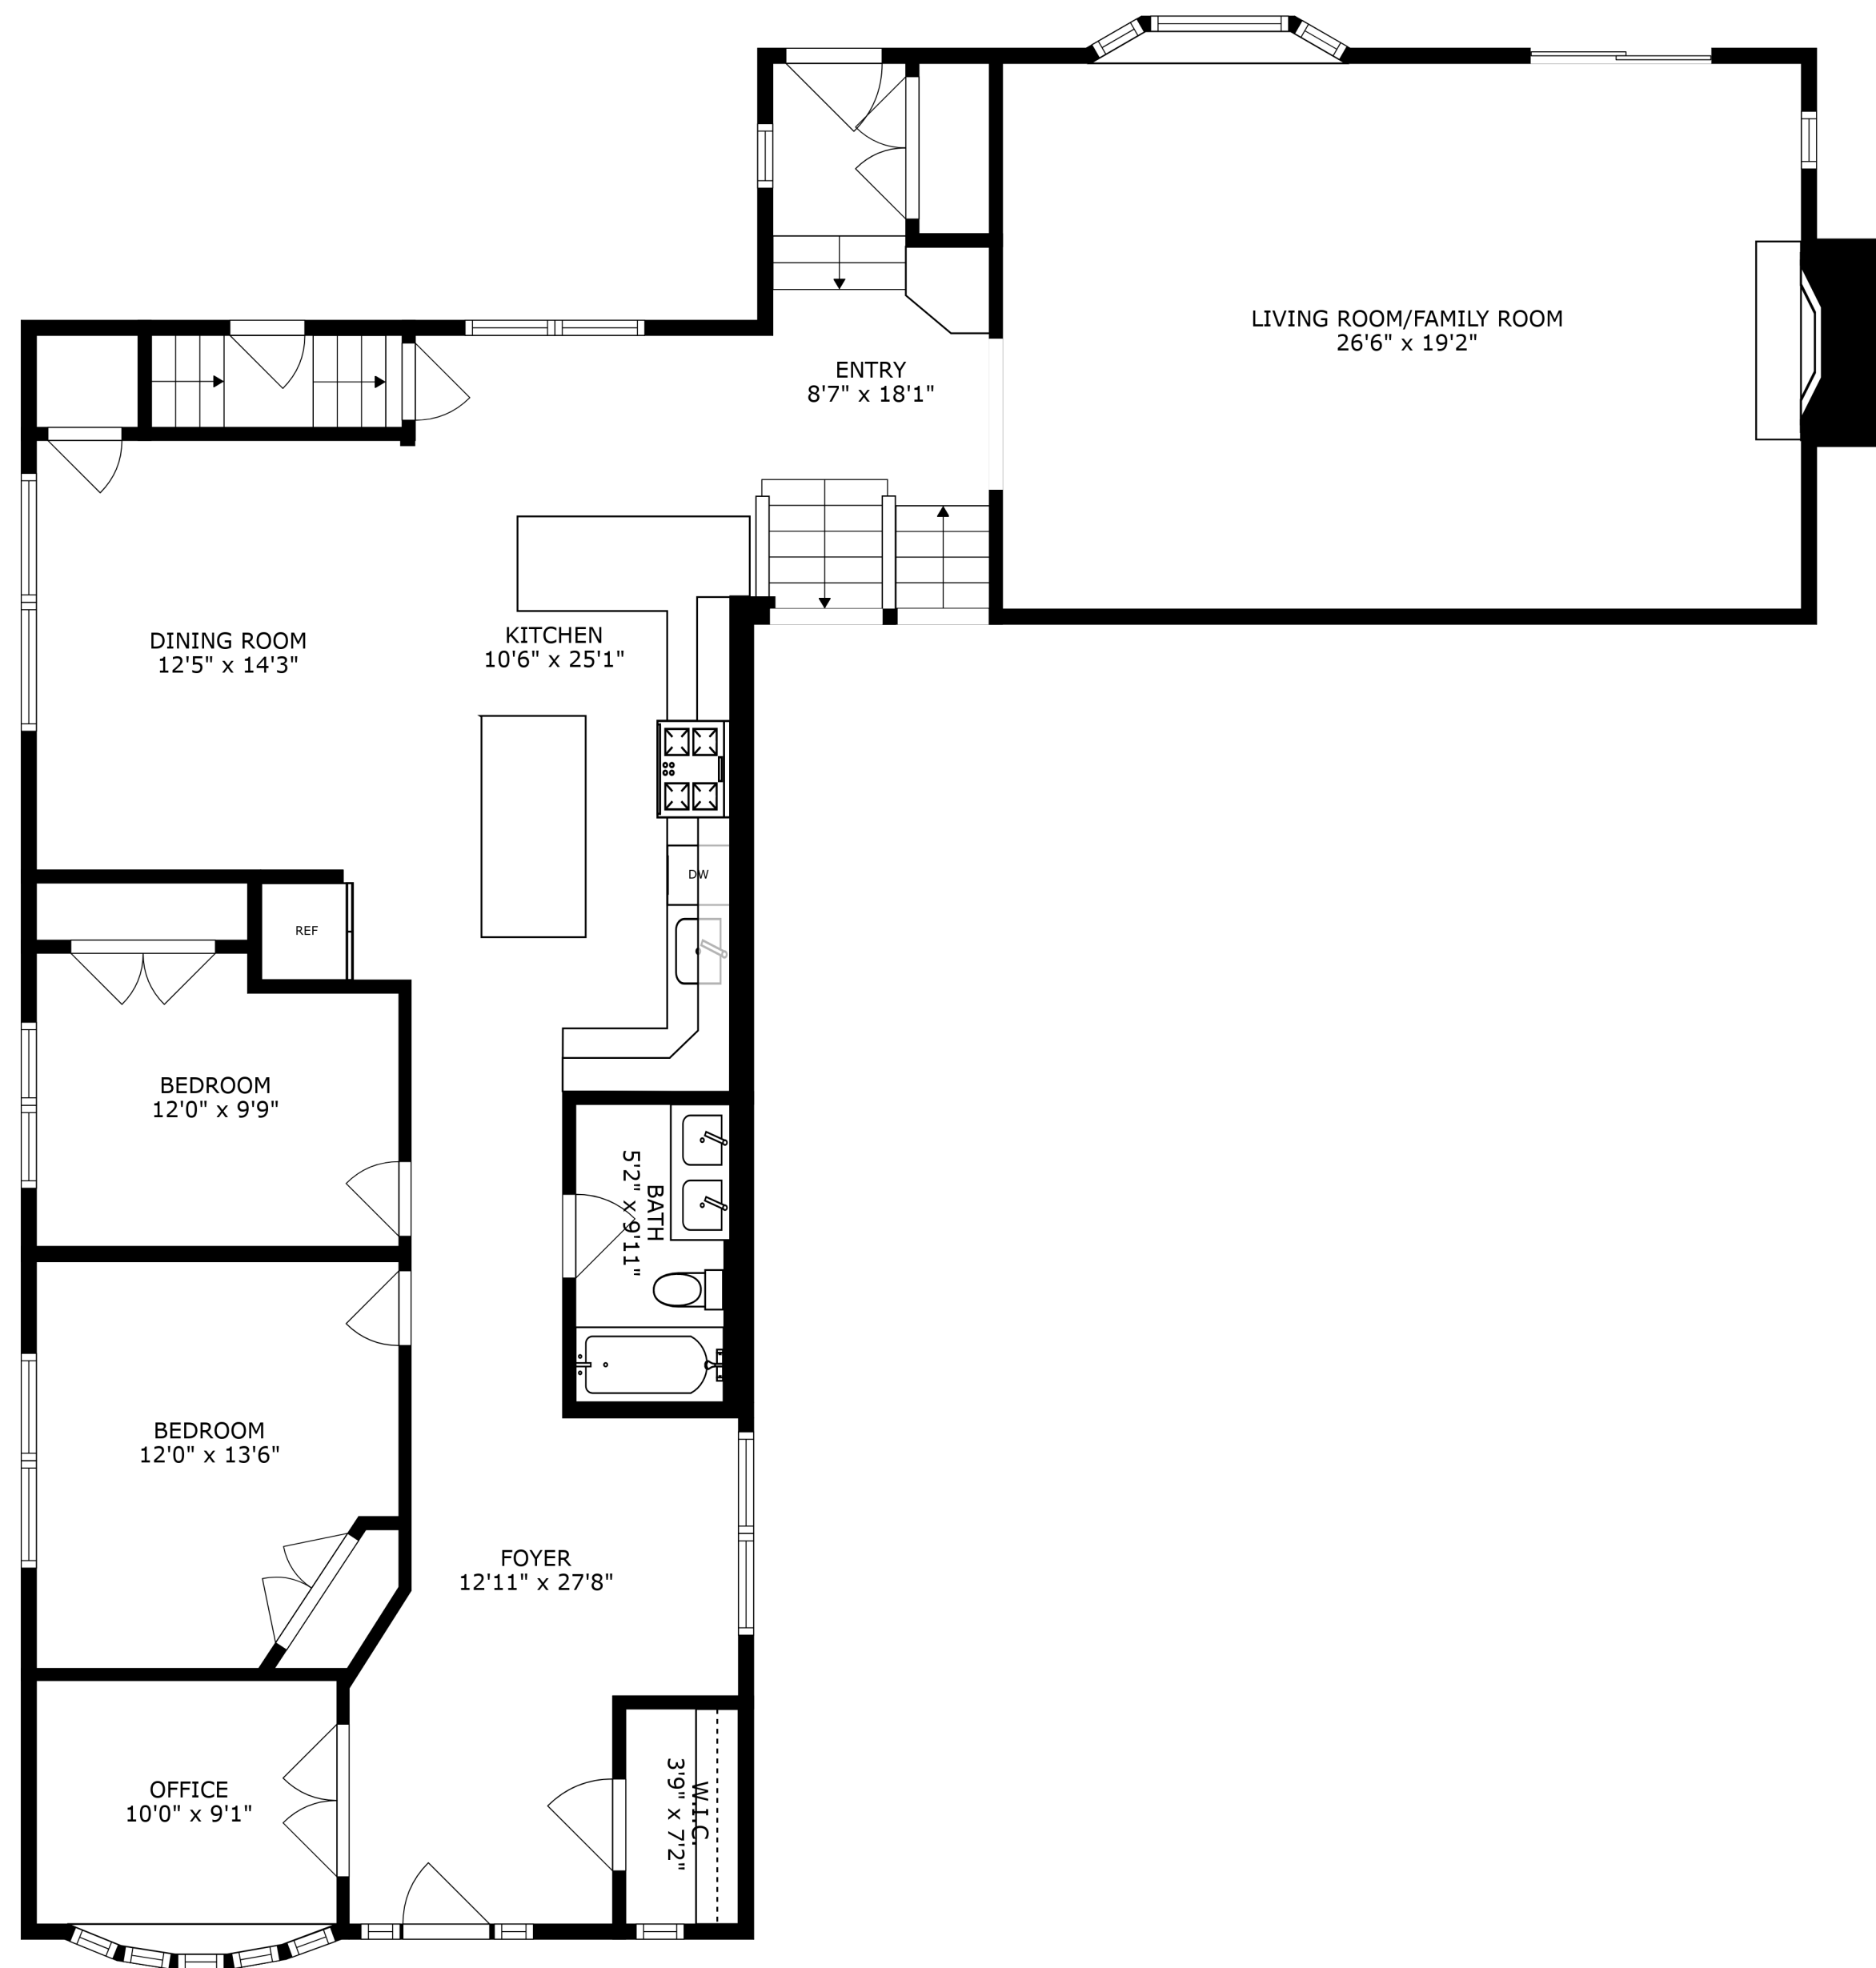 LIVING ROOM/FAMILY ROOM
26'6" x 19'2"
ENTRY
8'7" x 18'1"
DINING ROOM
12'5" x 14'3"
KITCHEN
10'6" x 25'1"
DW
REF
BEDROOM
12'0" x 9'9"
BATH
5'2" x 9'11"
BEDROOM
12'0" x 13'6"
FOYER
12'11" x 27'8"
OFFICE
10'0" x 9'1"
W.I.C.
3'9" x 7'2"